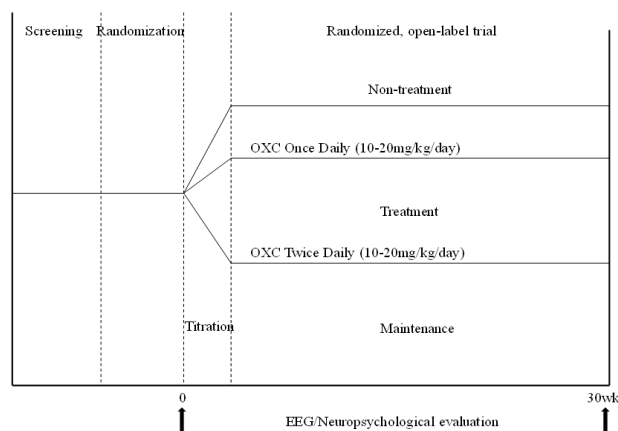 Screening
Randomization
Randomized, open-label trial
Non-treatment
OXC Once Daily (10-20mg/kg/day)
Treatment
OXC Twice Daily (10-20mg/kg/day)
Titration
Maintenance
0
30wk
EEG/Neuropsychological evaluation